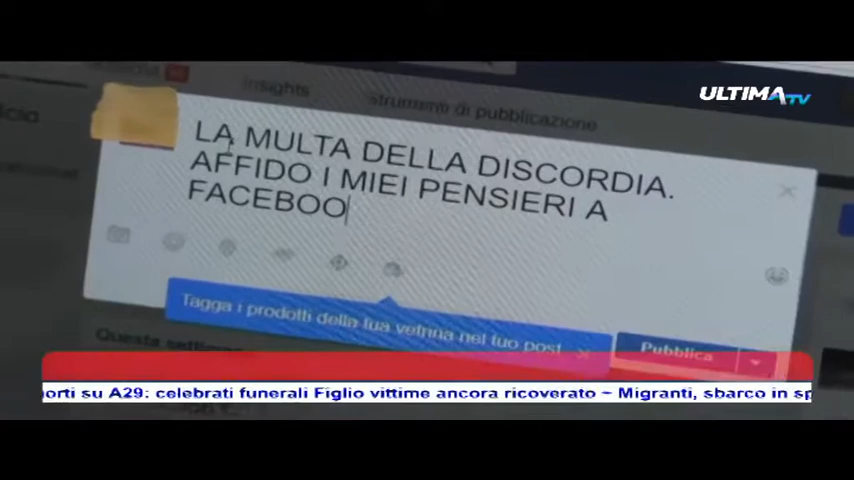 insights
strumenti di pubblicazione
ULTIMA TV
LA MULTA DELLA DISCORDIA.
AFFIDO I MIEI PENSIERI A
FACEBOO
Tagga i prodotti della tua vetrina nel tuo post
Pubblica
Questa
orti su A29: celebrati funerali Figlio vittime ancora ricoverato ~ Migranti, sbarco in sp